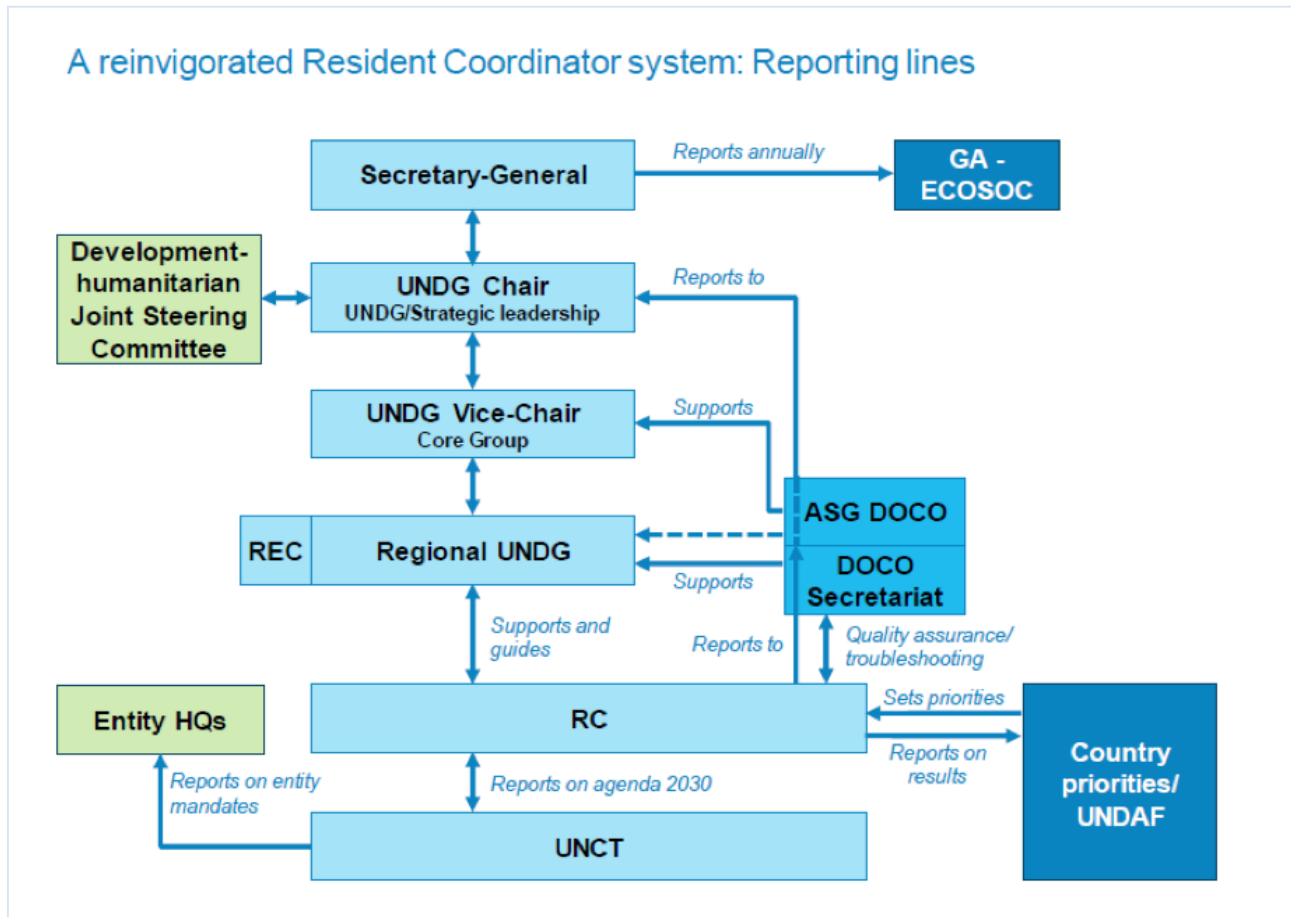 A reinvigorated Resident Coordinator system: Reporting lines
Secretary-General
Reports annually
GA -
ECOSOC
Development-
humanitarian
Joint Steering
Committee
UNDG Chair
UNDG/Strategic leadership
Reports to
UNDG Vice-Chair
Core Group
Supports
REC
Regional UNDG
ASG DOCO
Supports
DOCO
Secretariat
Supports and
guides
Reports to
Quality assurance/
troubleshooting
Entity HQs
RC
Sets priorities
Reports on
results
Country
priorities/
UNDAF
Reports on entity
mandates
Reports on agenda 2030
UNCT